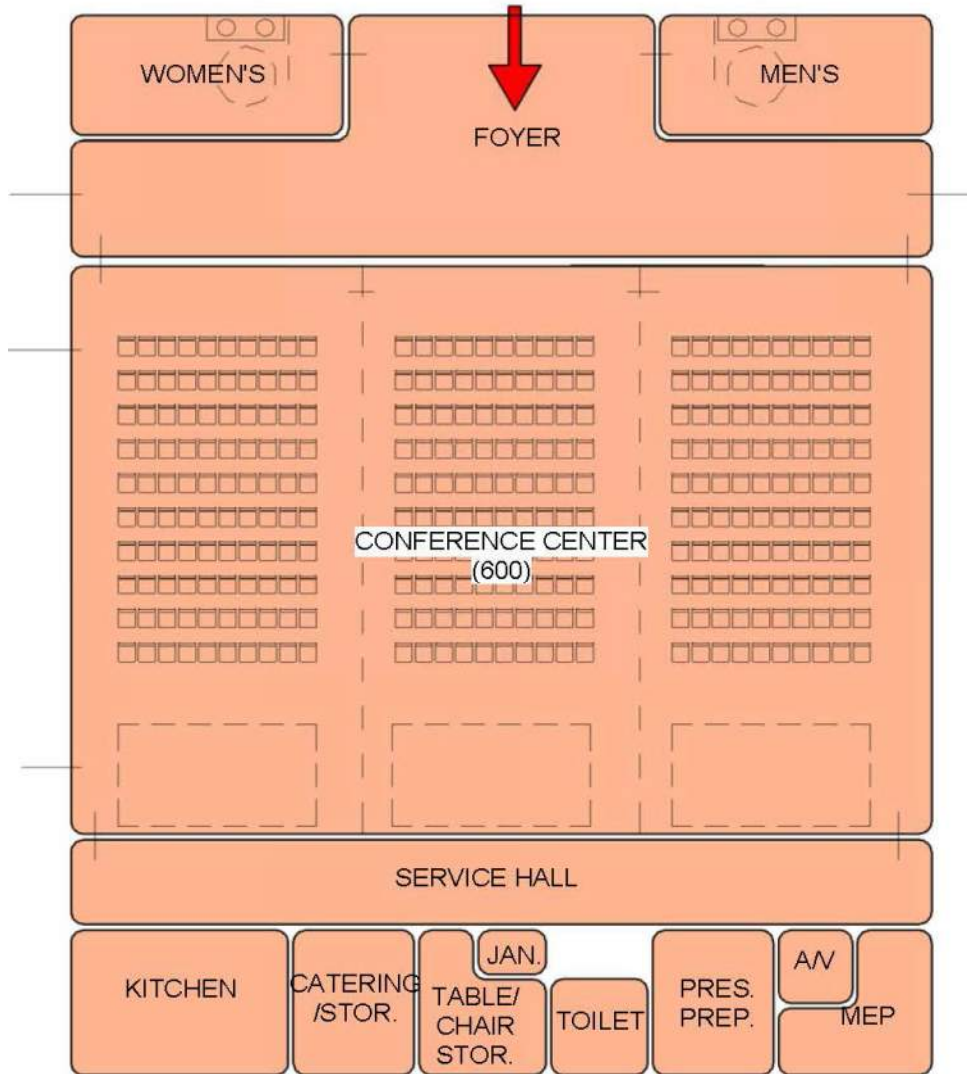 WOMEN'S
MEN'S
FOYER
CONFERENCE CENTER
(600)
SERVICE HALL
KITCHEN
CATERING
/STOR.
JAN.
TABLE/
CHAIR
STOR.
TOILET
PRES.
PREP.
A/V
MEP